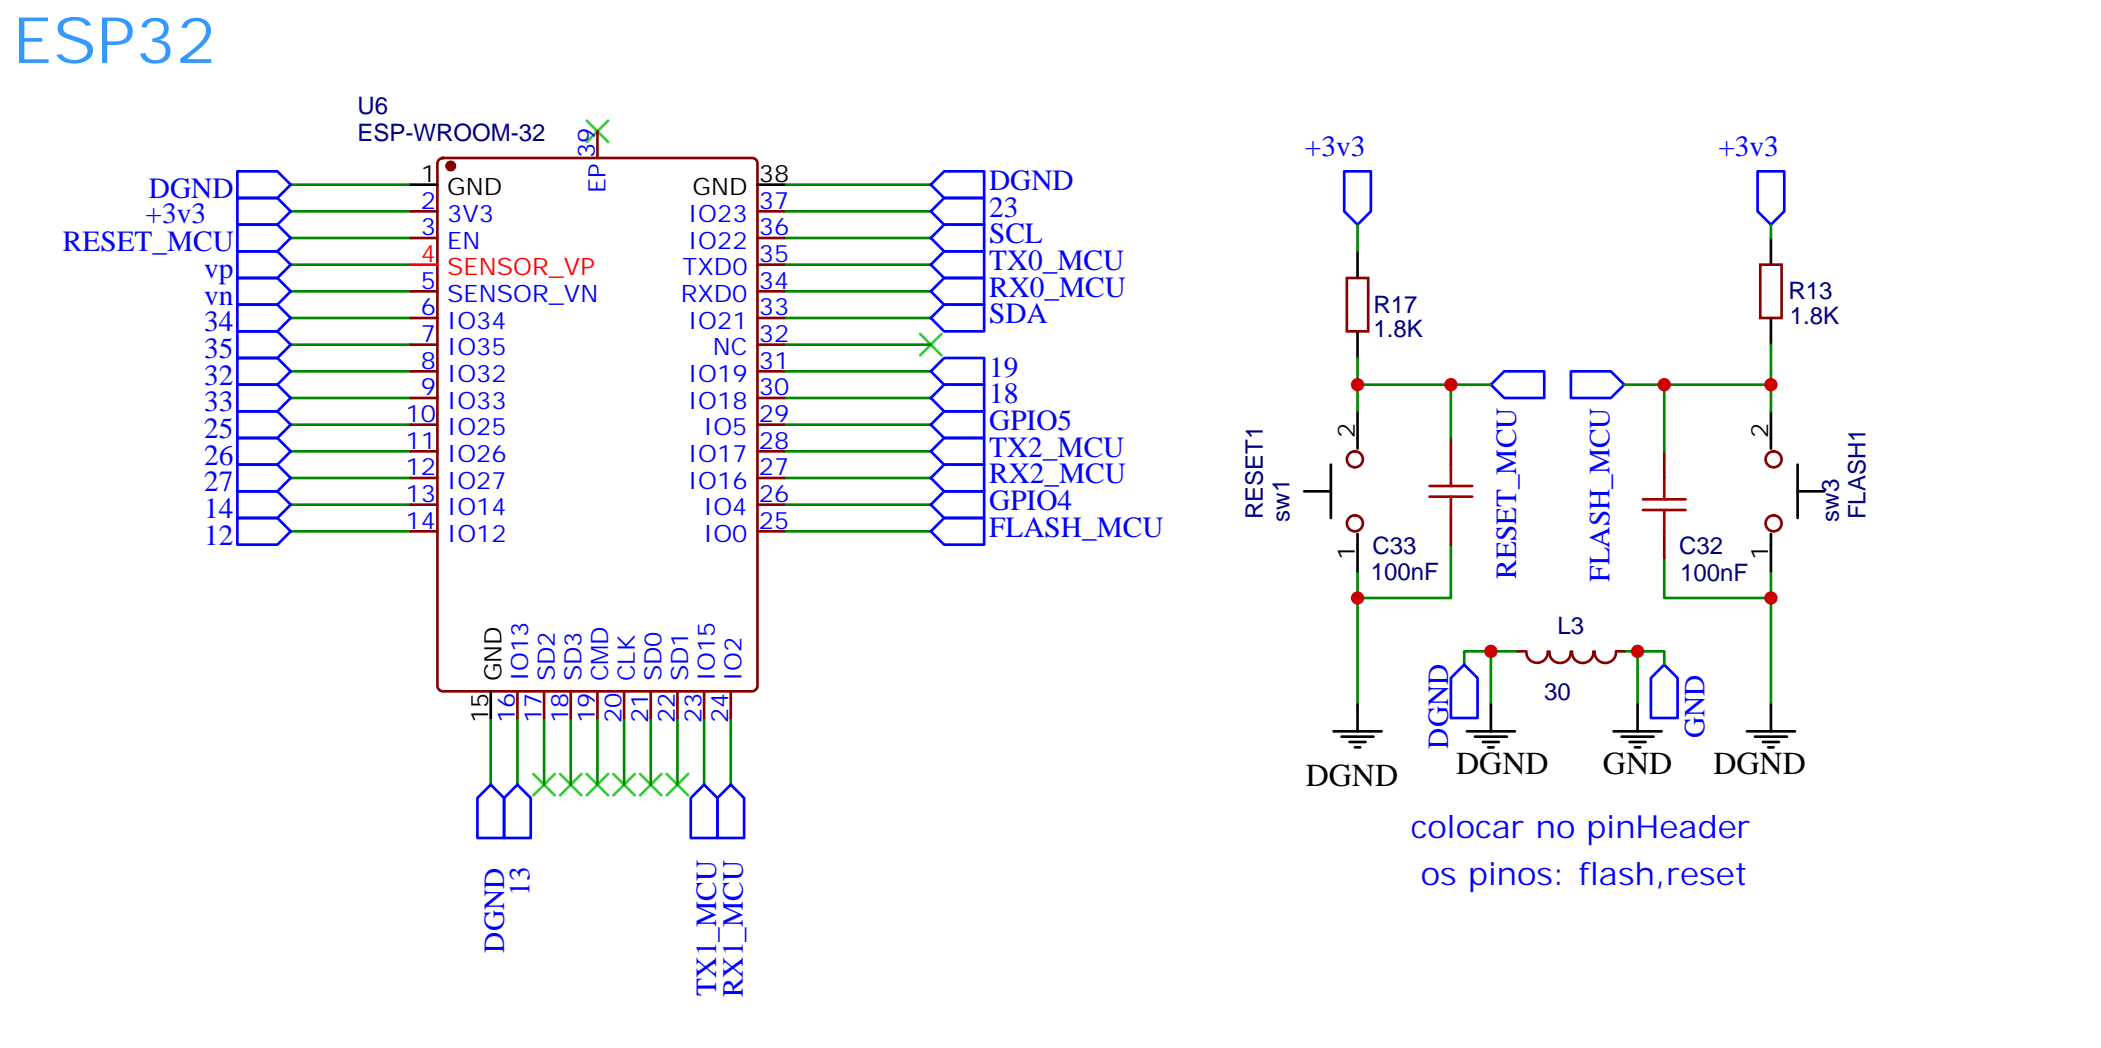 ESP32
U6
ESP-WROOM-32
39
EP
DGND
+3v3
RESET_MCU
vp
vn
34
35
32
33
25
26
27
14
12
1
2
3
4
5
6
7
8
9
10
11
12
13
14
GND
3V3
EN
SENSOR_VP
SENSOR_VN
IO34
IO35
IO32
IO33
IO25
IO26
IO27
IO14
IO12
GND
IO23
IO22
TXD0
RXD0
IO21
NC
IO19
IO18
IO5
IO17
IO16
IO4
IO0
38
37
36
35
34
33
32
31
30
29
28
27
26
25
DGND
23
SCL
TX0_MCU
RX0_MCU
SDA
19
18
GPIO5
TX2_MCU
RX2_MCU
GPIO4
FLASH_MCU
GND
IO13
SD2
SD3
CMD
CLK
SD0
SD1
IO15
IO2
15
16
17
18
19
20
21
22
23
24
DGND
13
TX1_MCU
RX1_MCU
+3v3
R17
1.8K
RESET1
sw1
2
1
C33
100nF
RESET_MCU
DGND
+3v3
R13
1.8K
FLASH_MCU
C32
100nF
2
1
sw3
FLASH1
DGND
L3
30
DGND
DGND
GND
GND
colocar no pinHeader
os pinos: flash,reset